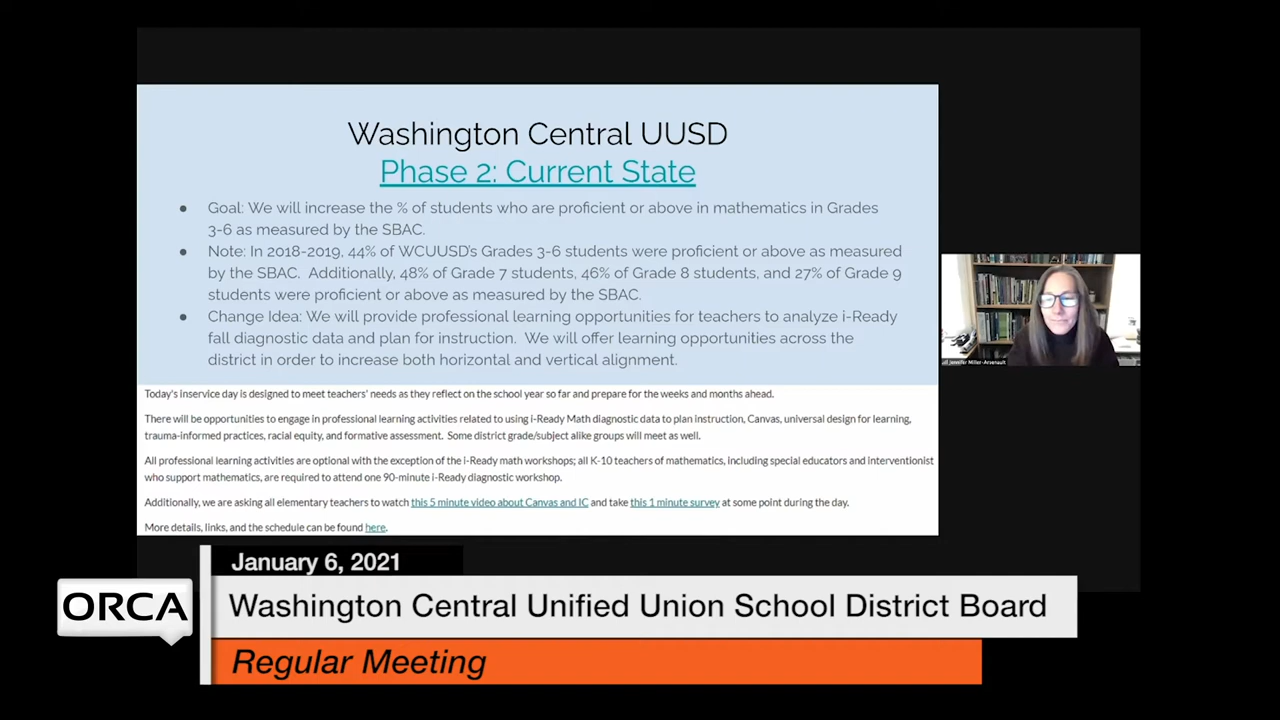 Washington Central UUSD
Phase 2: Current State
● Goal: We will increase the % of students who are proficient or above in mathematics in Grades
3-6 as measured by the SBAC.
● Note: In 2018-2019, 44% of WCUUSD's Grades 3-6 students were proficient or above as measured
by the SBAC. Additionally, 48% of Grade 7 students, 46% of Grade 8 students, and 27% of Grade 9
students were proficient or above as measured by the SBAC.
● Change Idea: We will provide professional learning opportunities for teachers to analyze i-Ready
fall diagnostic data and plan for instruction. We will offer learning opportunities across the
district in order to increase both horizontal and vertical alignment.
Today's inservice day is designed to meet teachers' needs as they reflect on the school year so far and prepare for the weeks and months ahead.
There will be opportunities to engage in professional learning activities related to using i-Ready Math diagnostic data to plan instruction, Canvas, universal design for learning,
trauma-informed practices, racial equity, and formative assessment. Some district grade/subject alike groups will meet as well.
All professional learning activities are optional with the exception of the i-Ready math workshops; all K-10 teachers of mathematics, including special educators and interventionist
who support mathematics, are required to attend one 90-minute i-Ready diagnostic workshop.
Additionally, we are asking all elementary teachers to watch this 5 minute video about Canvas and IC and take this 1 minute survey at some point during the day.
More details, links, and the schedule can be found here.
Jennifer Miller-Arsenault
January 6, 2021
ORCA
Washington Central Unified Union School District Board
Regular Meeting